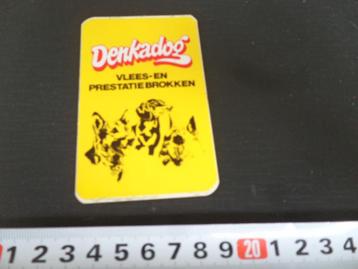 Denkadog
VLEES-EN
PRESTATIEBROKKEN
1 2 3 4 5 6 7 8 9 20 1 2 3 4